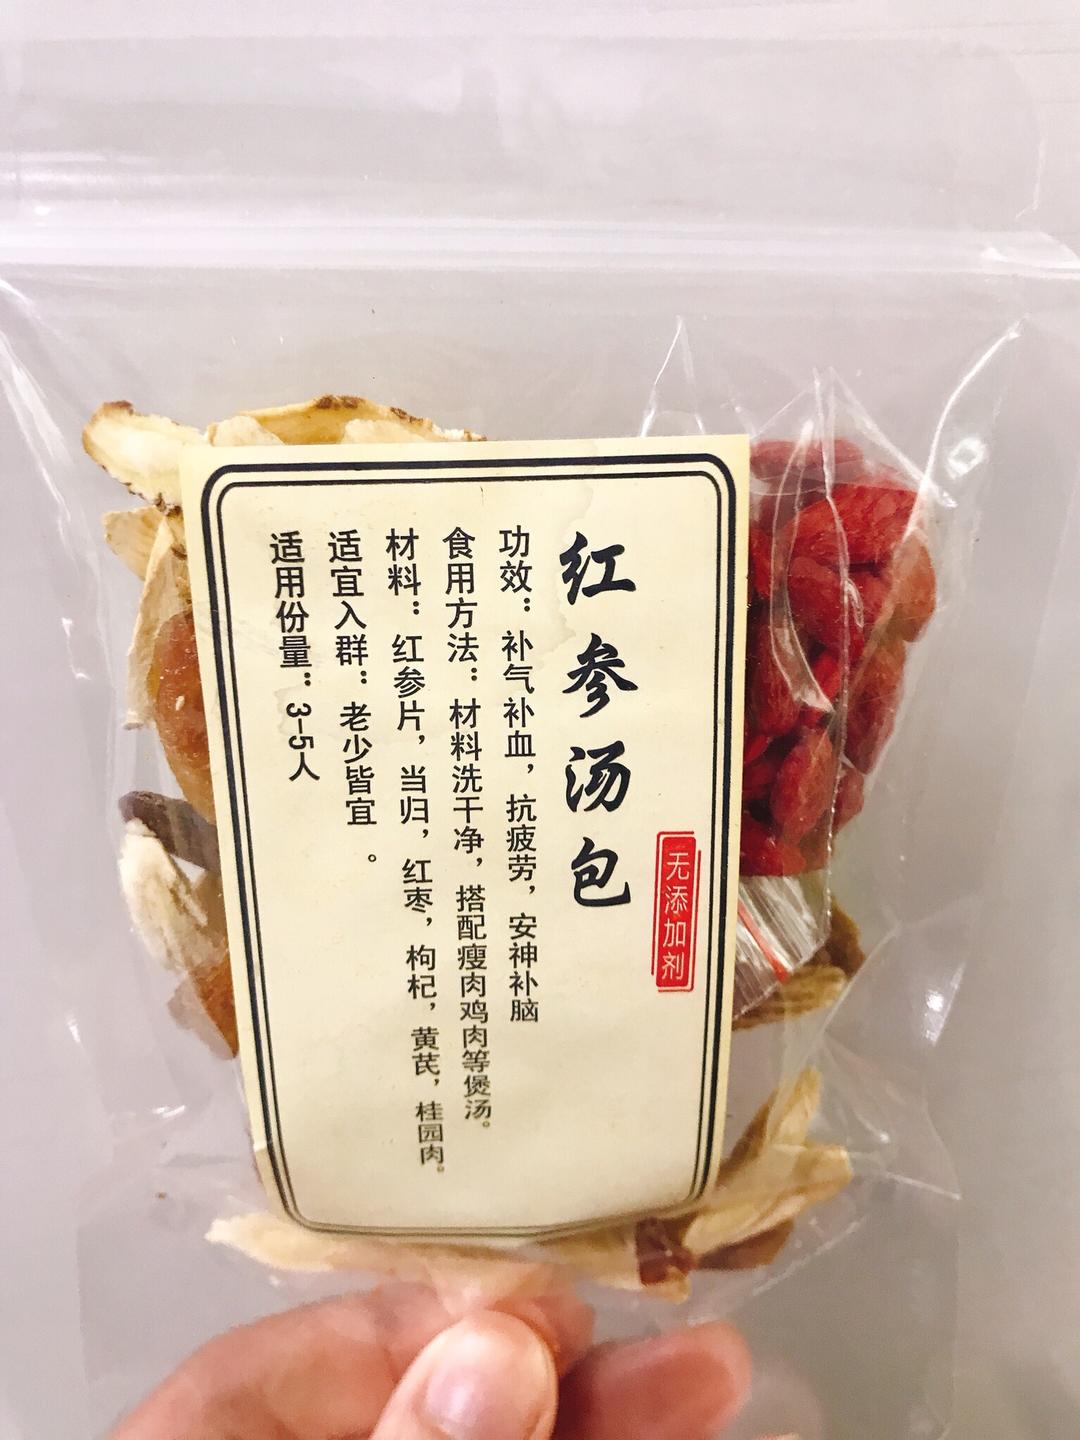 无添加剂
红参汤包
功效：补气补血，抗疲劳，安神补脑
食用方法：材料洗干净，搭配瘦肉鸡肉等煲汤。
材料：红参片，当归，红枣，枸杞，黄芪，桂园肉。
适宜入群：老少皆宜。
适用份量：3-5人